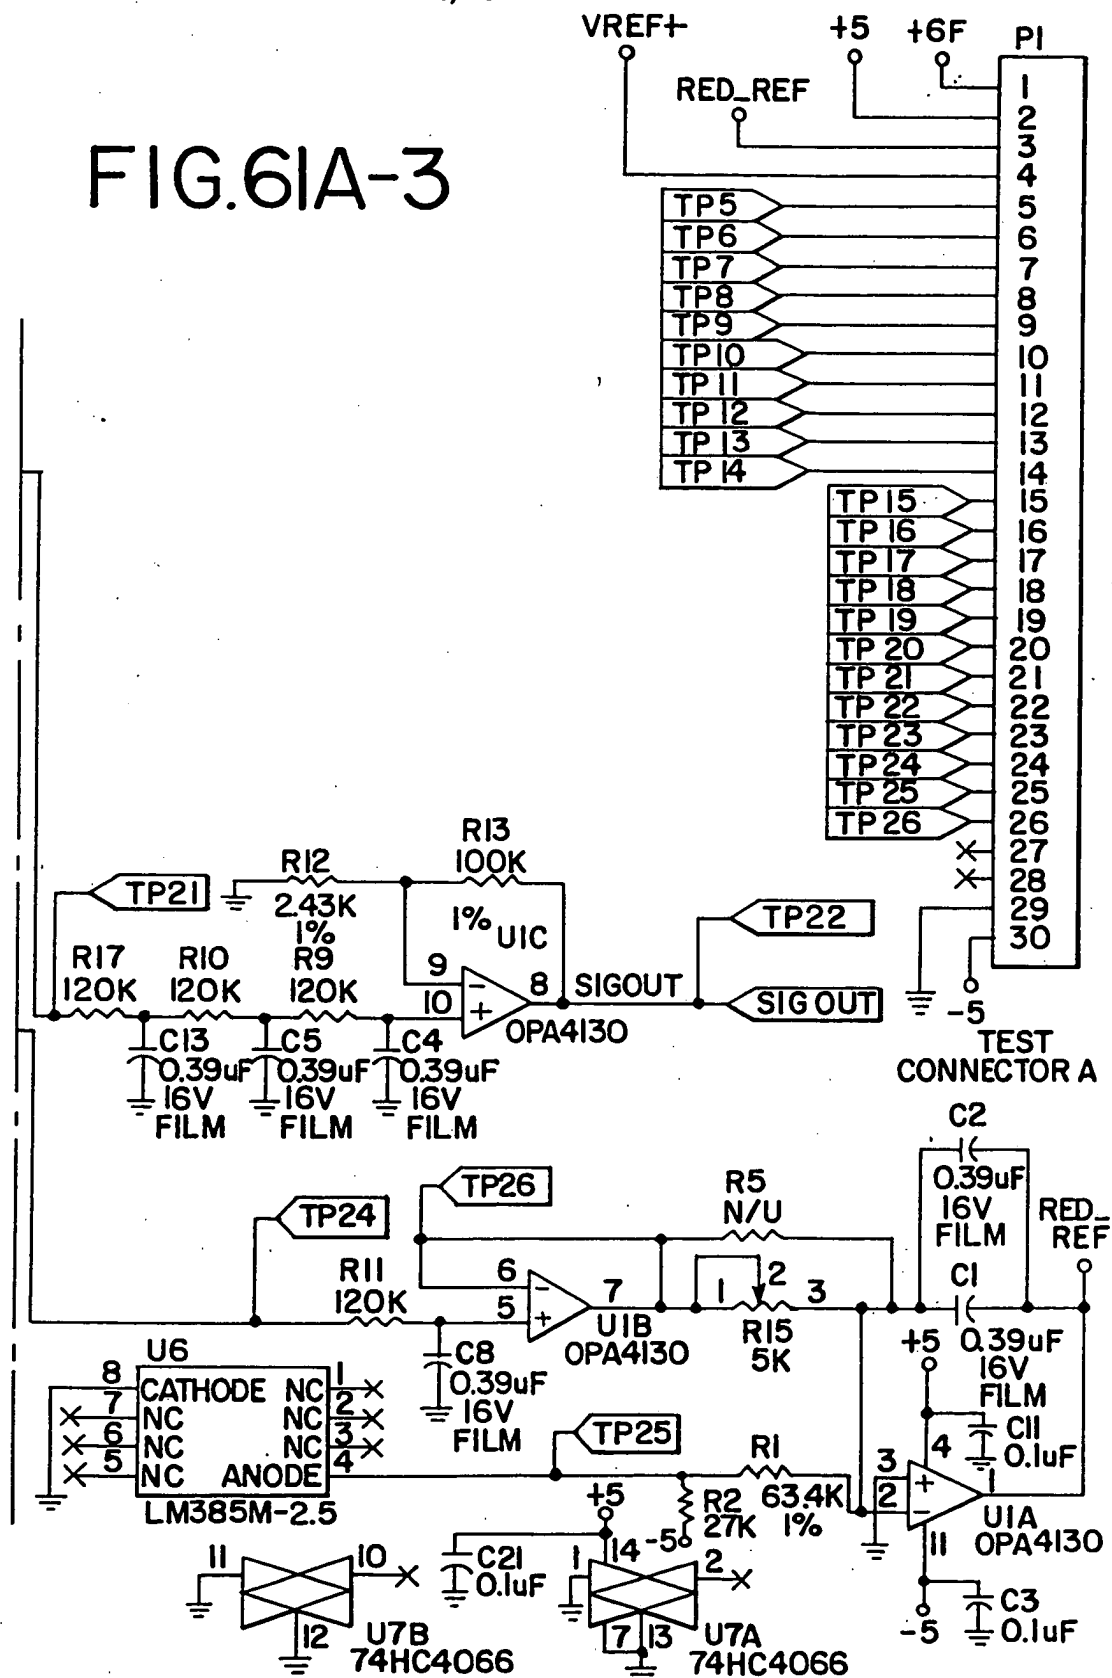 VREF+
+5
+6F
P1
RED_REF
FIG.61A-3
1
2
3
4
TP5
5
TP6
6
TP7
7
TP8
8
TP9
9
TP10
10
TP11
11
TP12
12
TP13
13
TP14
14
TP15
15
TP16
16
TP17
17
TP18
18
TP19
19
TP20
20
TP21
21
TP22
22
TP23
23
TP24
24
TP25
25
TP26
26
27
28
29
30
-5
TEST
CONNECTOR A
R13
100K
1%
R12
2.43K
1%
TP21
U1C
TP22
R17
120K
R10
120K
R9
120K
9
10
-
+
8
SIGOUT
SIGOUT
OPA4130
C13
0.39uF
16V
FILM
C5
0.39uF
16V
FILM
C4
0.39uF
16V
FILM
C2
0.39uF
16V
FILM
TP26
R5
N/U
RED_
REF
TP24
R11
120K
6
5
-
+
7
U1B
OPA4130
1
2
3
R15
5K
C1
0.39uF
16V
FILM
+5
U6
8
CATHODE
NC
1
7
NC
NC
2
6
NC
NC
3
5
NC
ANODE
4
LM385M-2.5
C8
0.39uF
16V
FILM
TP25
R1
63.4K
1%
R2
27K
-5
C11
0.1uF
4
3
2
+
-
1
11
U1A
OPA4130
C3
0.1uF
-5
+5
C21
0.1uF
11
10
12
U7B
74HC4066
1
14
2
7
13
U7A
74HC4066